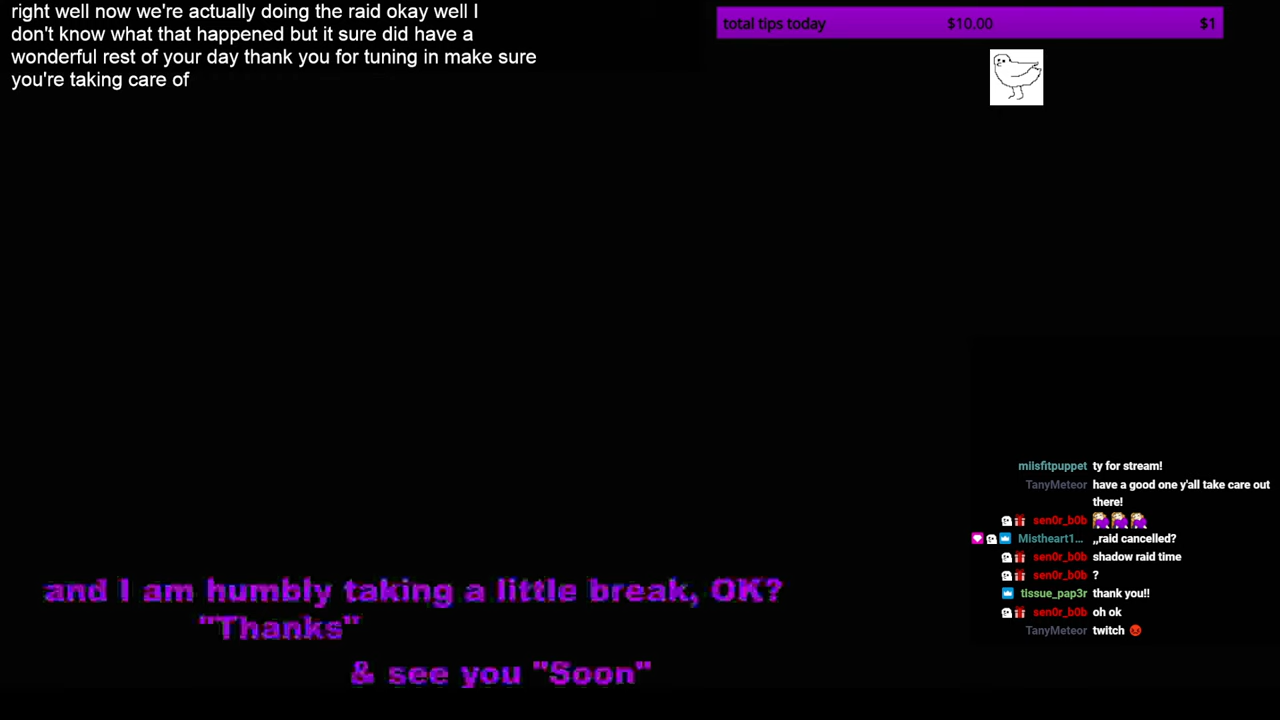 right well now we're actually doing the raid okay well I
don't know what that happened but it sure did have a
wonderful rest of your day thank you for tuning in make sure
you're taking care of
total tips today $10.00 $1
miisfitpuppet ty for stream!
TanyMeteor have a good one y'all take care out
there!
sen0r_b0b
Mistheart1... ,,raid cancelled?
sen0r_b0b shadow raid time
sen0r_b0b ?
tissue_pap3r thank you!!
sen0r_b0b oh ok
TanyMeteor twitch
and I am humbly taking a little break, OK?
"Thanks"
& see you "Soon"